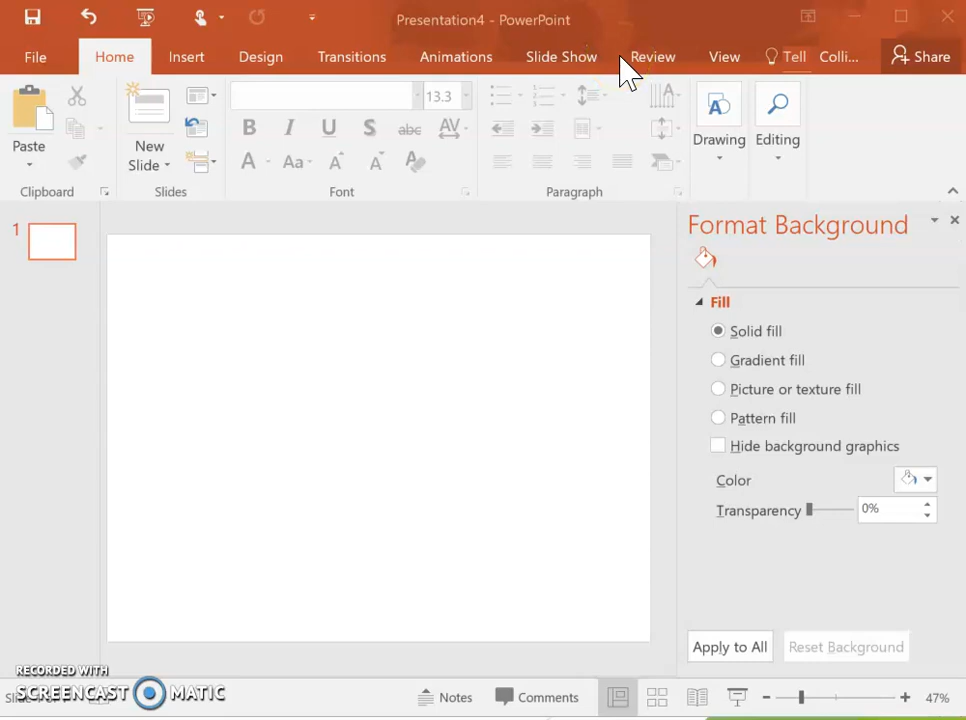 Presentation4 - PowerPoint
File Home Insert Design Transitions Animations Slide Show Review View Tell Colli... Share
13.3
Paste New Slide B I U S abc AV Drawing Editing
A Aa A A
Clipboard Slides Font Paragraph
1
Format Background
Fill
Solid fill
Gradient fill
Picture or texture fill
Pattern fill
Hide background graphics
Color
Transparency 0%
Apply to All Reset Background
RECORDED WITH
SCREENCAST MATIC
Notes Comments 47%